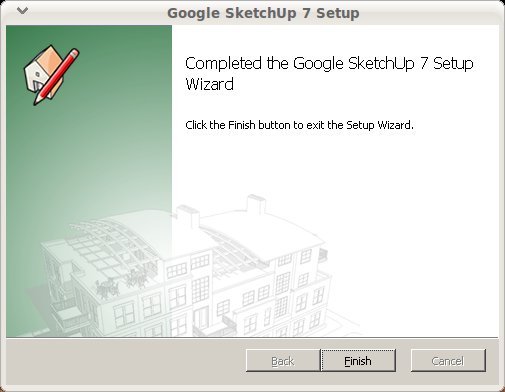 Google SketchUp 7 Setup
Completed the Google SketchUp 7 Setup
Wizard
Click the Finish button to exit the Setup Wizard.
Back
Finish
Cancel